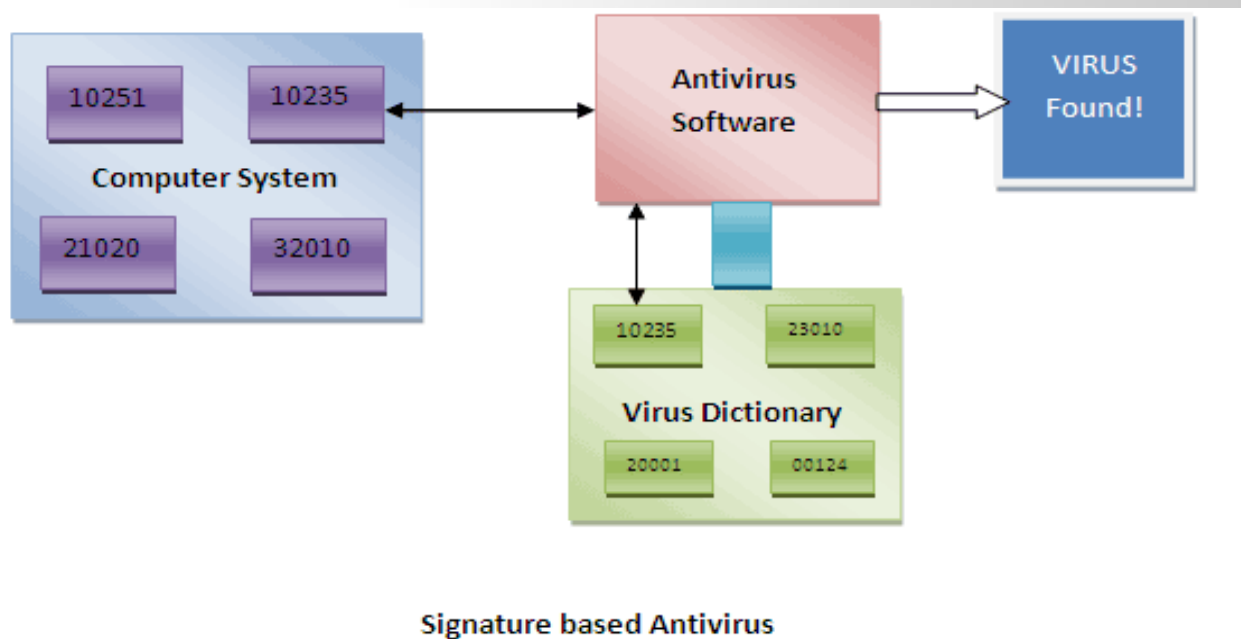 10251
10235
Computer System
21020
32010
Antivirus
Software
VIRUS
Found!
10235
23010
Virus Dictionary
20001
00124
Signature based Antivirus